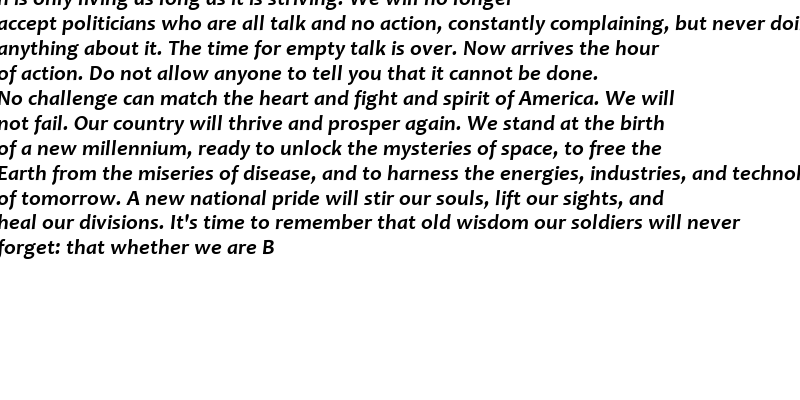 is only living as long as it is striving. We will no longer
accept politicians who are all talk and no action, constantly complaining, but never
anything about it. The time for empty talk is over. Now arrives the hour
of action. Do not allow anyone to tell you that it cannot be done.
No challenge can match the heart and fight and spirit of America. We will
not fail. Our country will thrive and prosper again. We stand at the birth
of a new millennium, ready to unlock the mysteries of space, to free the
Earth from the miseries of disease, and to harness the energies, industries, and
of tomorrow. A new national pride will stir our souls, lift our sights, and
heal our divisions. It's time to remember that old wisdom our soldiers will never
forget: that whether we are B